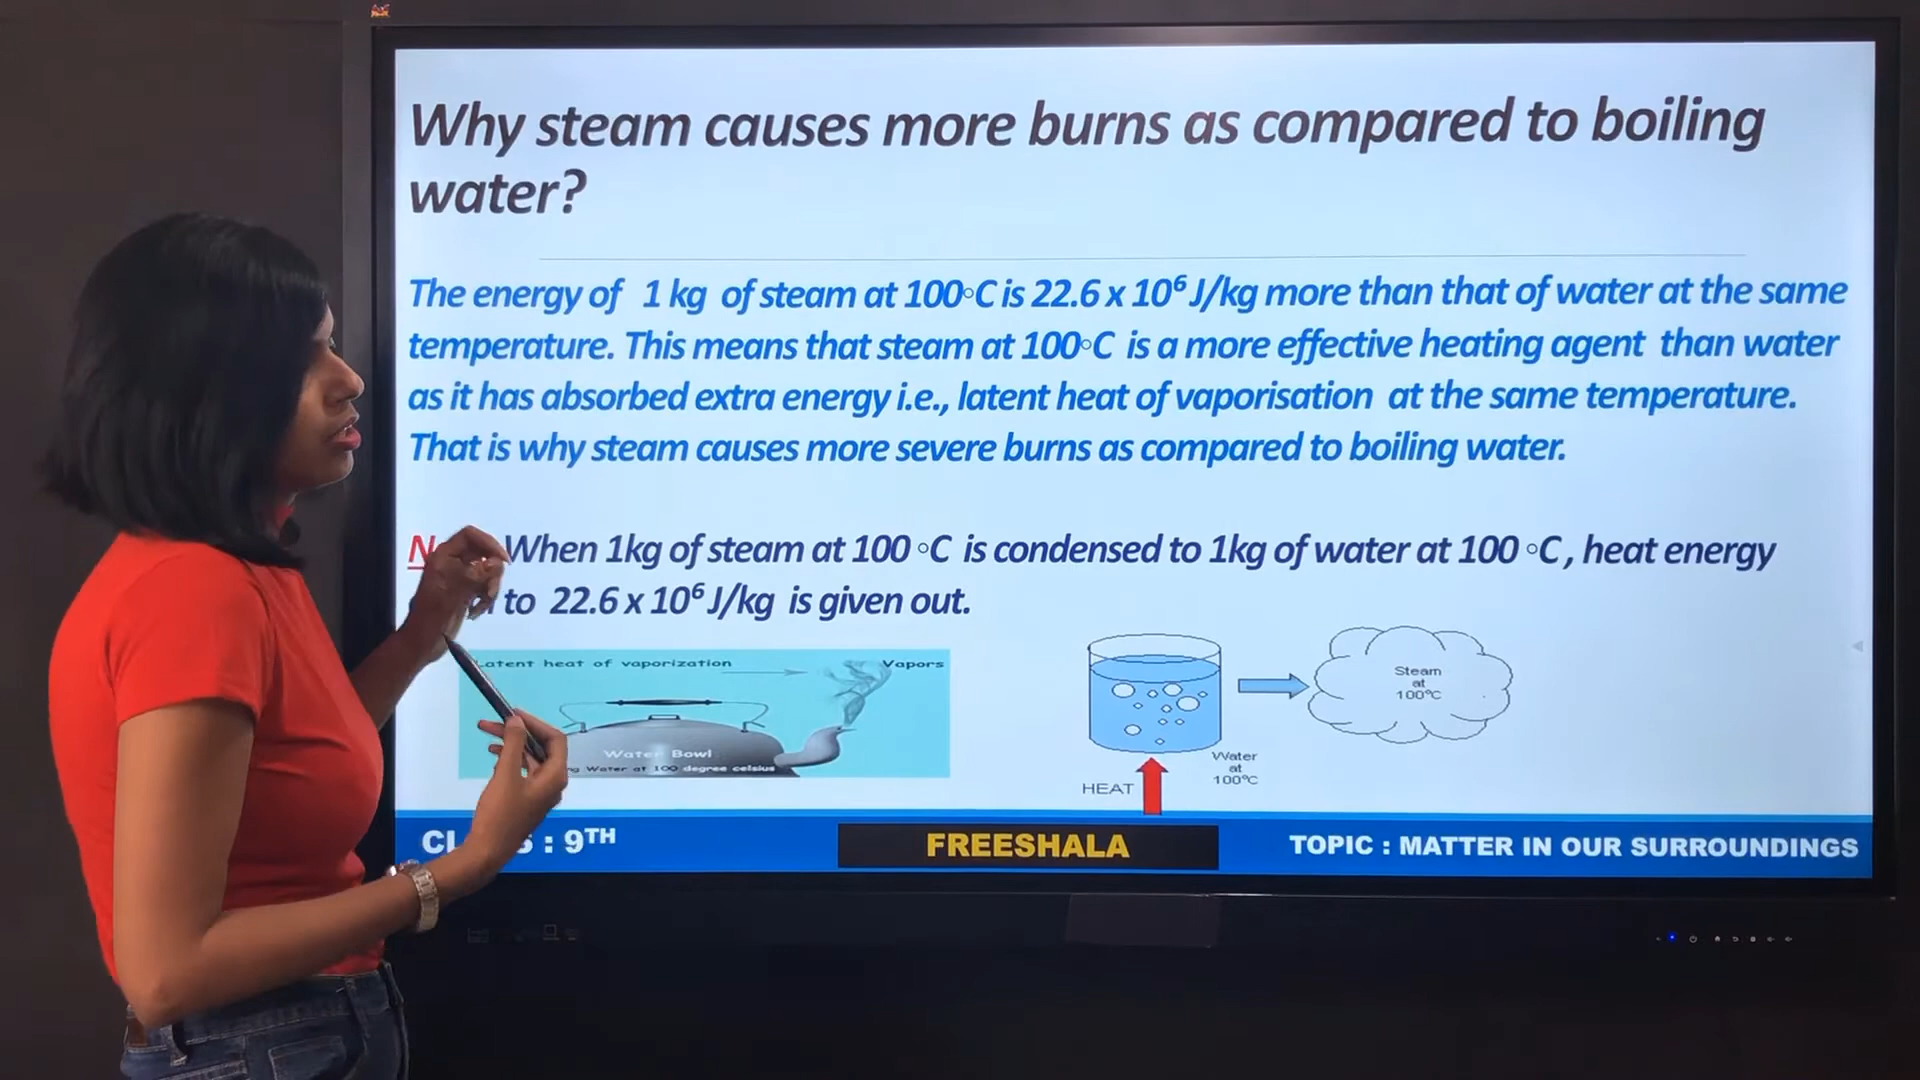 Why steam causes more burns as compared to boiling
water?
The energy of 1 kg of steam at 100◦C is 22.6 x 10⁶ J/kg more than that of water at the same
temperature. This means that steam at 100◦C is a more effective heating agent than water
as it has absorbed extra energy i.e., latent heat of vaporisation at the same temperature.
That is why steam causes more severe burns as compared to boiling water.
When 1kg of steam at 100 ◦C is condensed to 1kg of water at 100 ◦C, heat energy
to 22.6 x 10⁶ J/kg is given out.
Latent heat of vaporization
Vapors
Water Bowl
Water at 100 degree celsius
Steam
at
100°C
Water
at
100°C
HEAT
: 9TH
FREESHALA
TOPIC : MATTER IN OUR SURROUNDINGS